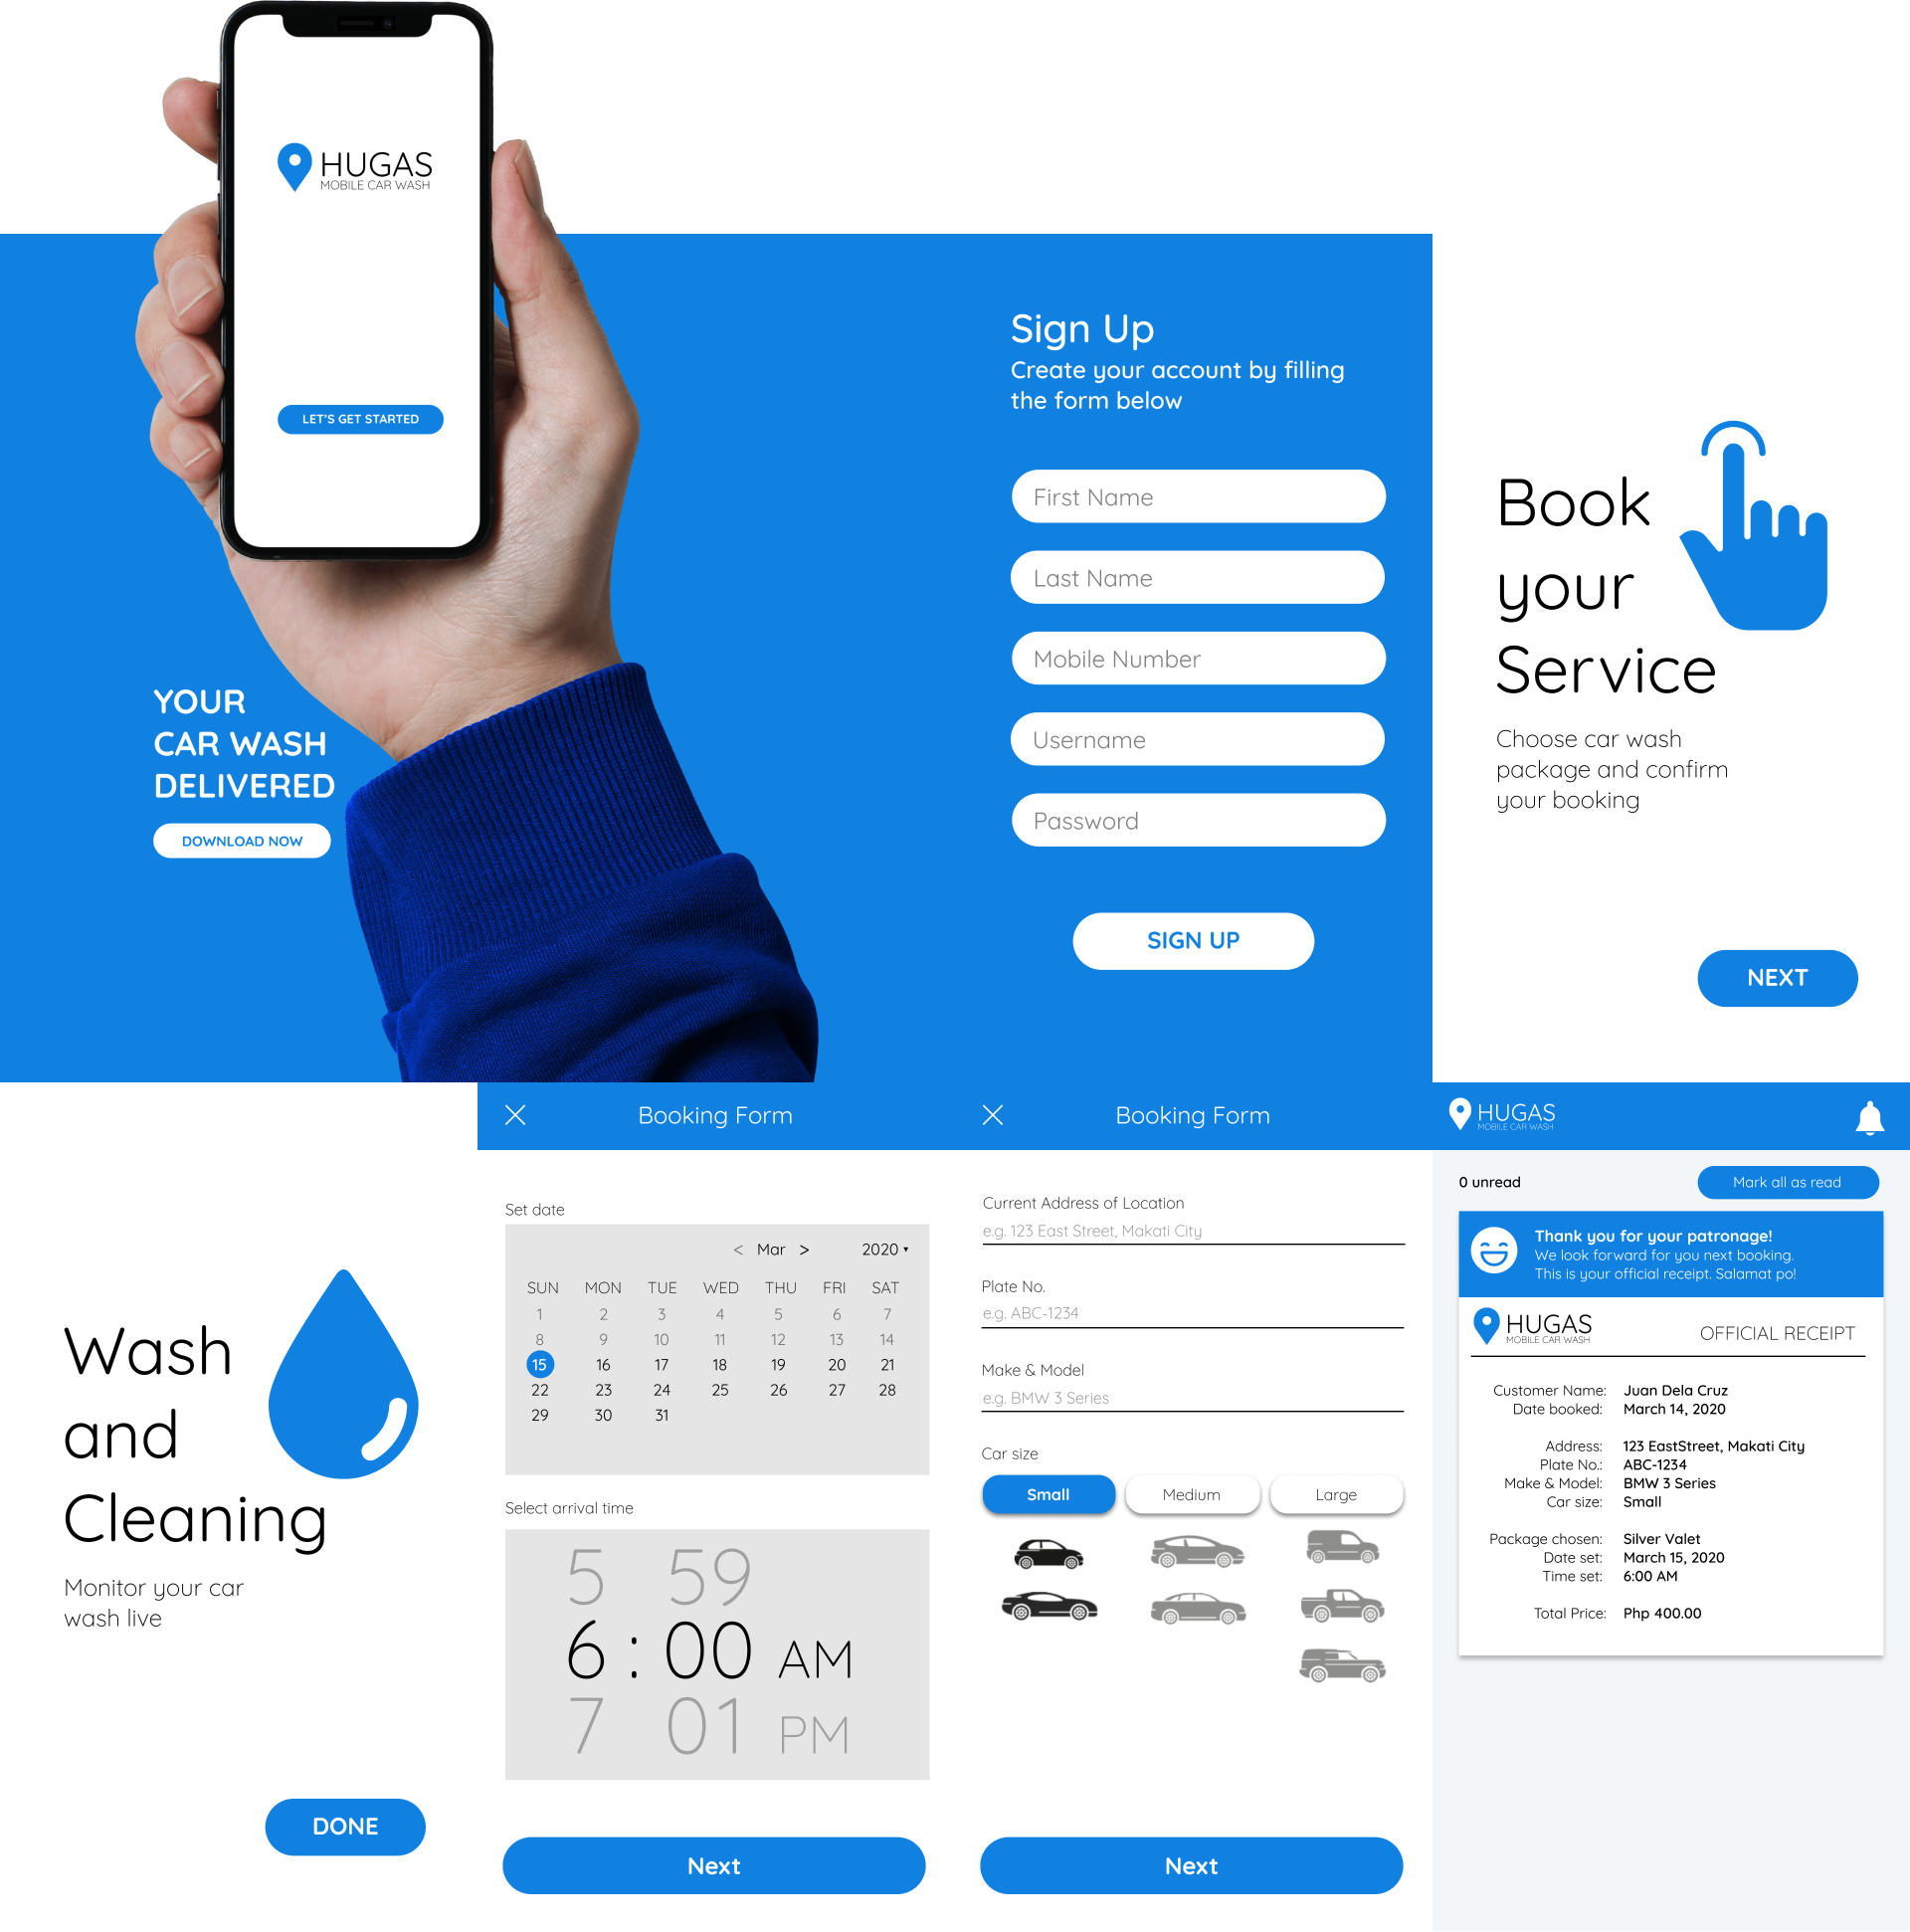 HUGAS
MOBILE CAR WASH
LET'S GET STARTED
YOUR
CAR WASH
DELIVERED
DOWNLOAD NOW
Sign Up
Create your account by filling
the form below
First Name
Last Name
Mobile Number
Username
Password
SIGN UP
Book
your
Service
Choose car wash
package and confirm
your booking
NEXT
Wash
and
Cleaning
Monitor your car
wash live
DONE
Booking Form
Set date
< Mar > 2020
SUN MON TUE WED THU FRI SAT
1 2 3 4 5 6 7
8 9 10 11 12 13 14
15 16 17 18 19 20 21
22 23 24 25 26 27 28
29 30 31
Select arrival time
5 59
6 : 00 AM
7 01 PM
Next
Booking Form
Current Address of Location
e.g. 123 East Street, Makati City
Plate No.
e.g. ABC-1234
Make & Model
e.g. BMW 3 Series
Car size
Small Medium Large
Next
HUGAS
MOBILE CAR WASH
0 unread Mark all as read
Thank you for your patronage!
We look forward for you next booking.
This is your official receipt. Salamat po!
HUGAS
MOBILE CAR WASH
OFFICIAL RECEIPT
Customer Name: Juan Dela Cruz
Date booked: March 14, 2020
Address: 123 EastStreet, Makati City
Plate No.: ABC-1234
Make & Model: BMW 3 Series
Car size: Small
Package chosen: Silver Valet
Date set: March 15, 2020
Time set: 6:00 AM
Total Price: Php 400.00